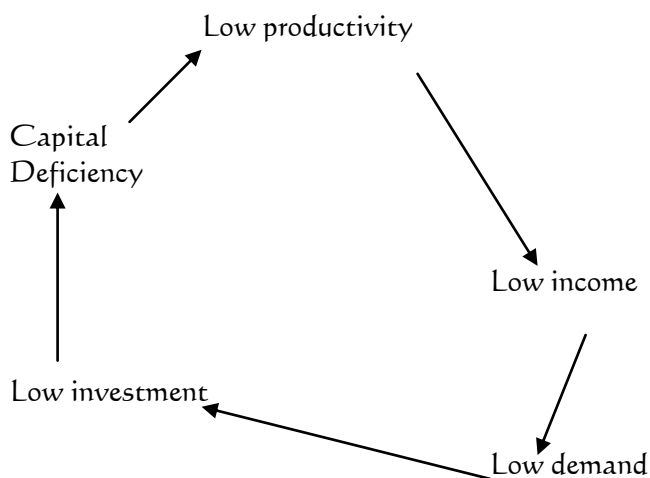 Low productivity
Capital
Deficiency
Low income
Low investment
Low demand